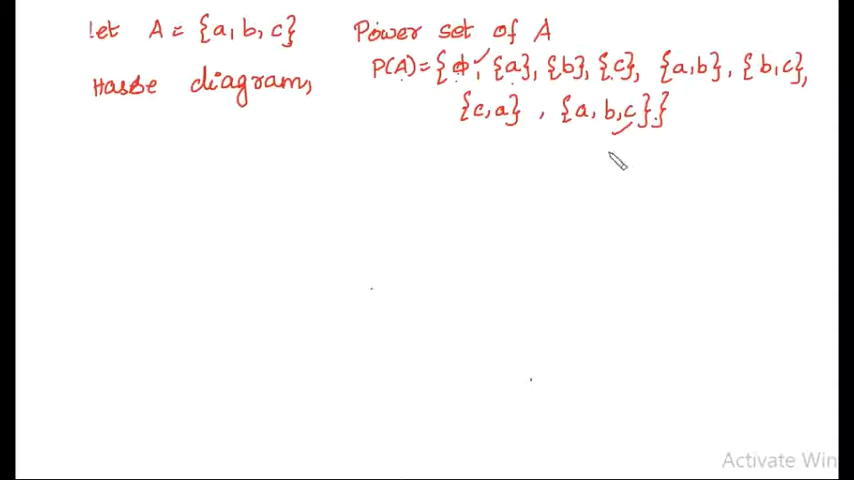 let A = {a, b, c} Power set of A
P(A) = {ϕ, {a}, {b}, {c}, {a,b}, {b,c},
Hasse diagram,
{c,a} , {a, b, c}.}
Activate Win